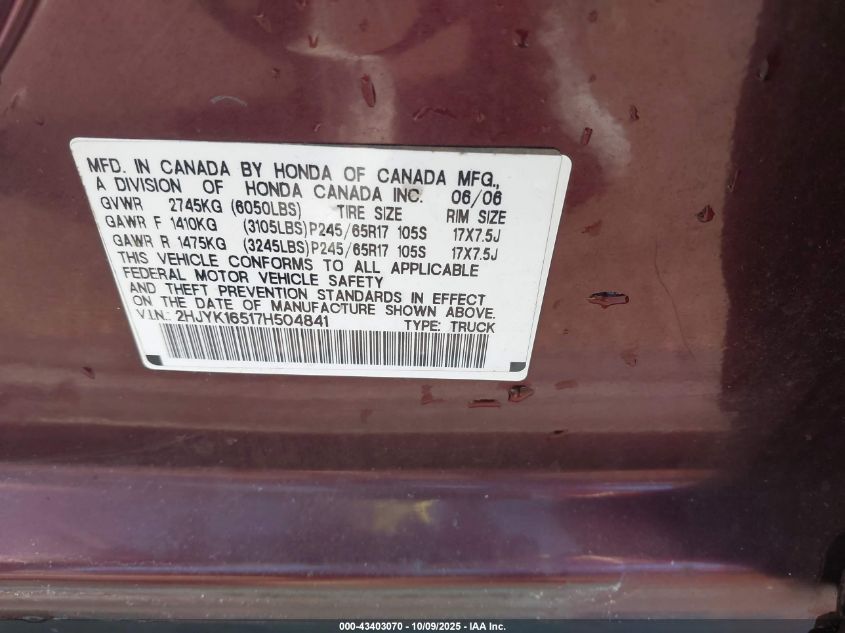 MFD. IN CANADA BY HONDA OF CANADA MFG.,
A DIVISION OF HONDA CANADA INC. 06/06
GVWR 2745KG (6050LBS) TIRE SIZE RIM SIZE
GAWR F 1410KG (3105LBS)P245/65R17 105S 17X7.5J
GAWR R 1475KG (3245LBS)P245/65R17 105S 17X7.5J
THIS VEHICLE CONFORMS TO ALL APPLICABLE
FEDERAL MOTOR VEHICLE SAFETY
AND THEFT PREVENTION STANDARDS IN EFFECT
ON THE DATE OF MANUFACTURE SHOWN ABOVE.
V.I.N.: 2HJYK16517H504841 TYPE: TRUCK
000-43403070 - 10/09/2025 - IAA Inc.